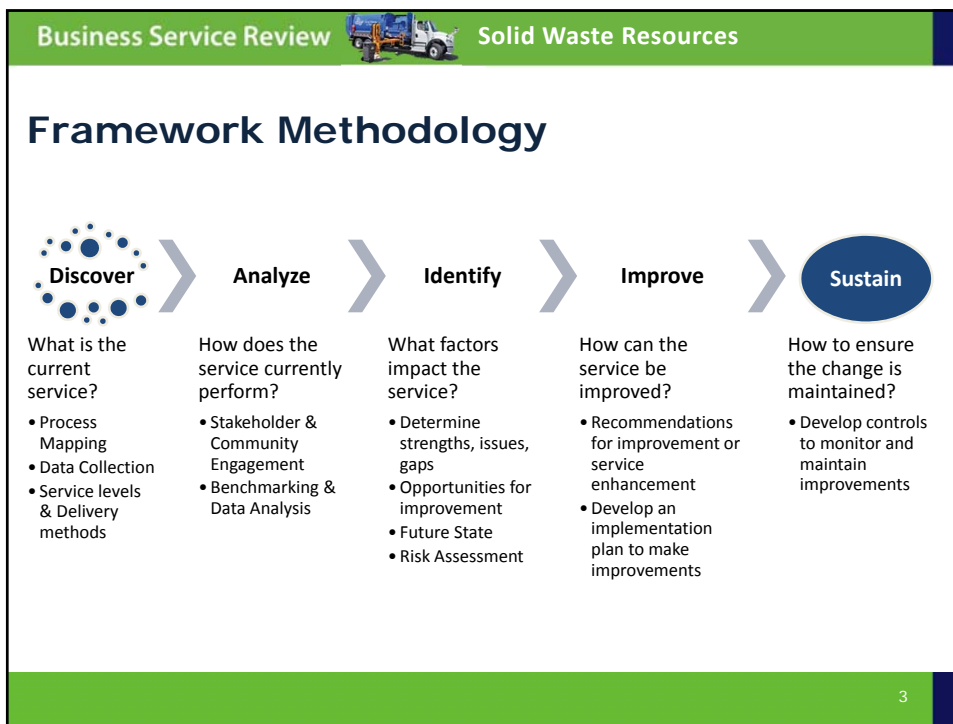 Business Service Review Solid Waste Resources
Framework Methodology
Discover
Analyze
Identify
Improve
Sustain
What is the
current
service?
• Process
Mapping
• Data Collection
• Service levels
& Delivery
methods
How does the
service currently
perform?
• Stakeholder &
Community
Engagement
• Benchmarking &
Data Analysis
What factors
impact the
service?
• Determine
strengths, issues,
gaps
• Opportunities for
improvement
• Future State
• Risk Assessment
How can the
service be
improved?
• Recommendations
for improvement or
service
enhancement
• Develop an
implementation
plan to make
improvements
How to ensure
the change is
maintained?
• Develop controls
to monitor and
maintain
improvements
3